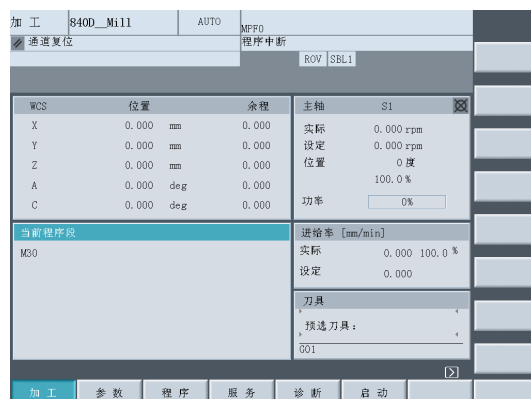 加工 840D__Mill AUTO MPF0
通道复位 程序中断
ROV SBL1
WCS 位置 余程
X 0.000 mm 0.000
Y 0.000 mm 0.000
Z 0.000 mm 0.000
A 0.000 deg 0.000
C 0.000 deg 0.000
主轴 S1
实际 0.000 rpm
设定 0.000 rpm
位置 0 度
100.0 %
功率 0%
当前程序段
M30
进给率 [mm/min]
实际 0.000 100.0 %
设定 0.000
刀具
预选刀具:
G01
加工 参数 程序 服务 诊断 启动